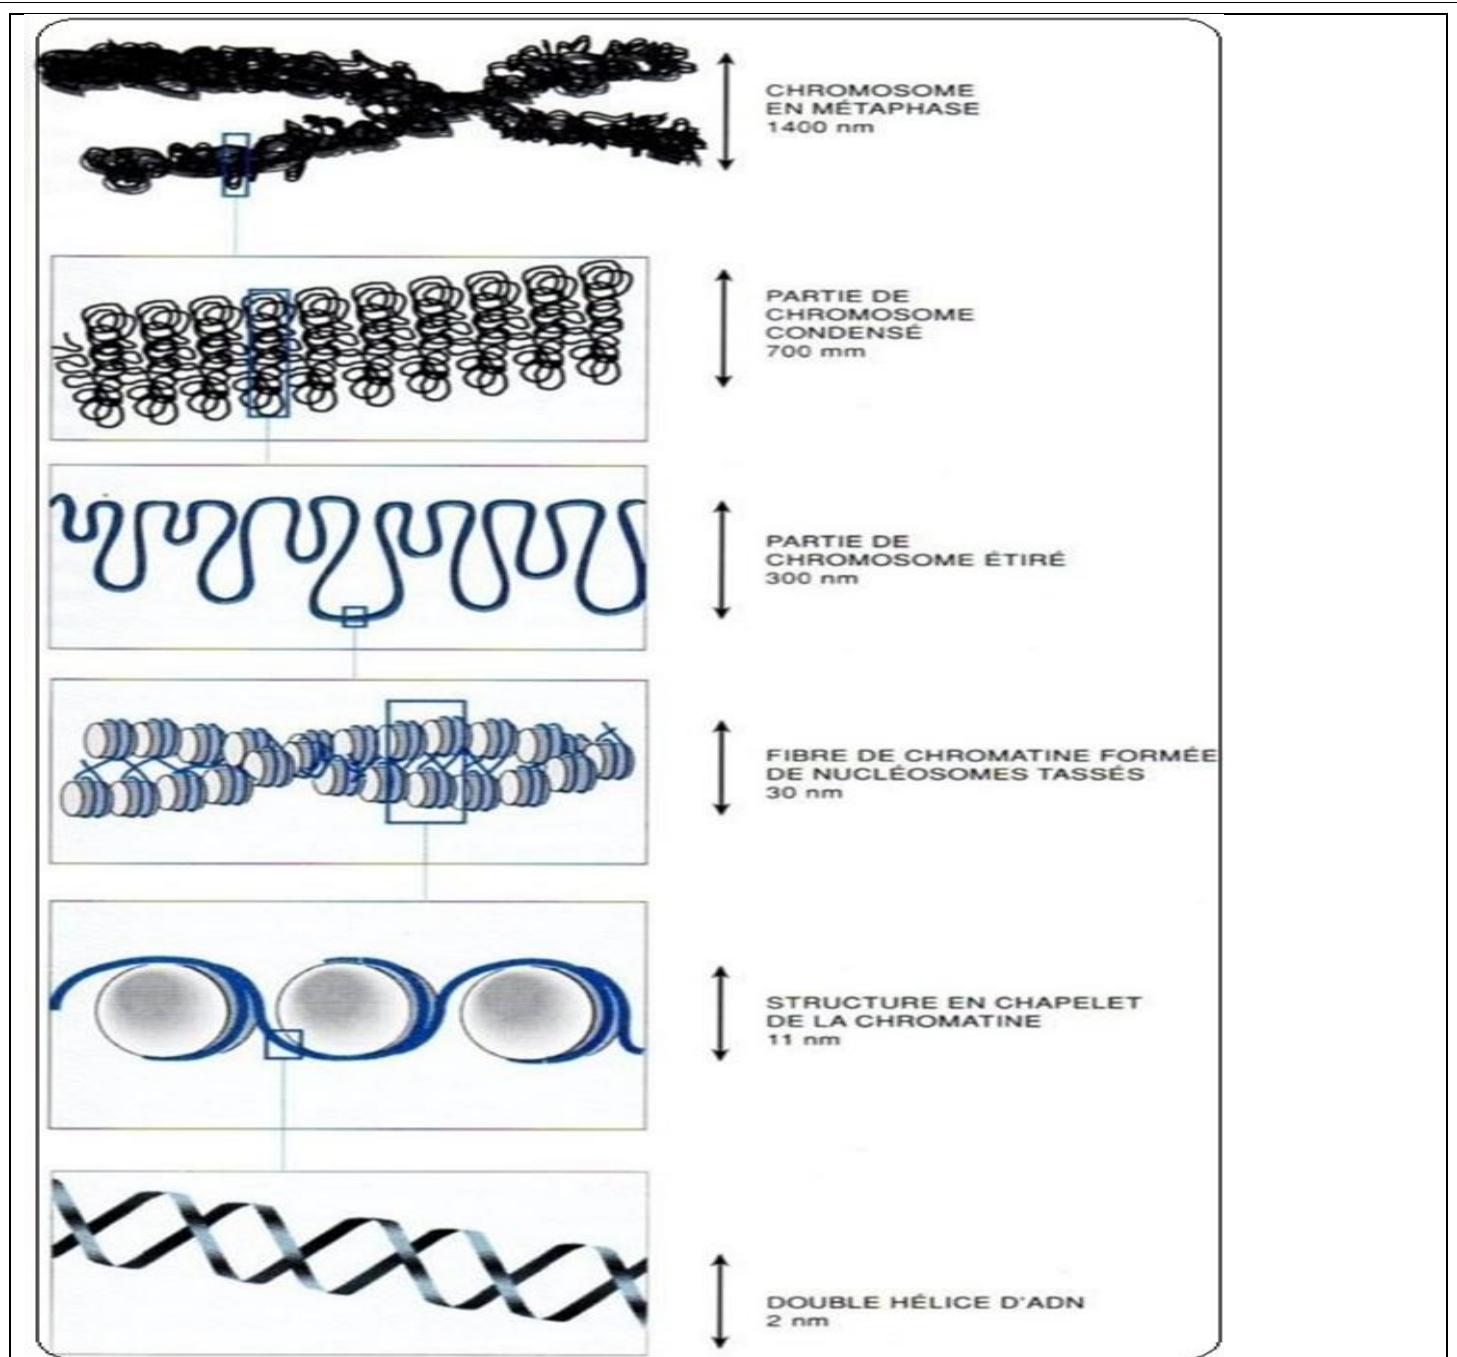 CHROMOSOME
EN MÉTAPHASE
1400 nm
PARTIE DE
CHROMOSOME
CONDENSÉ
700 mm
PARTIE DE
CHROMOSOME ÉTIRÉ
300 nm
FIBRE DE CHROMATINE FORMÉE
DE NUCLÉOSOMES TASSÉS
30 nm
STRUCTURE EN CHAPELET
DE LA CHROMATINE
11 nm
DOUBLE HÉLICE D'ADN
2 nm